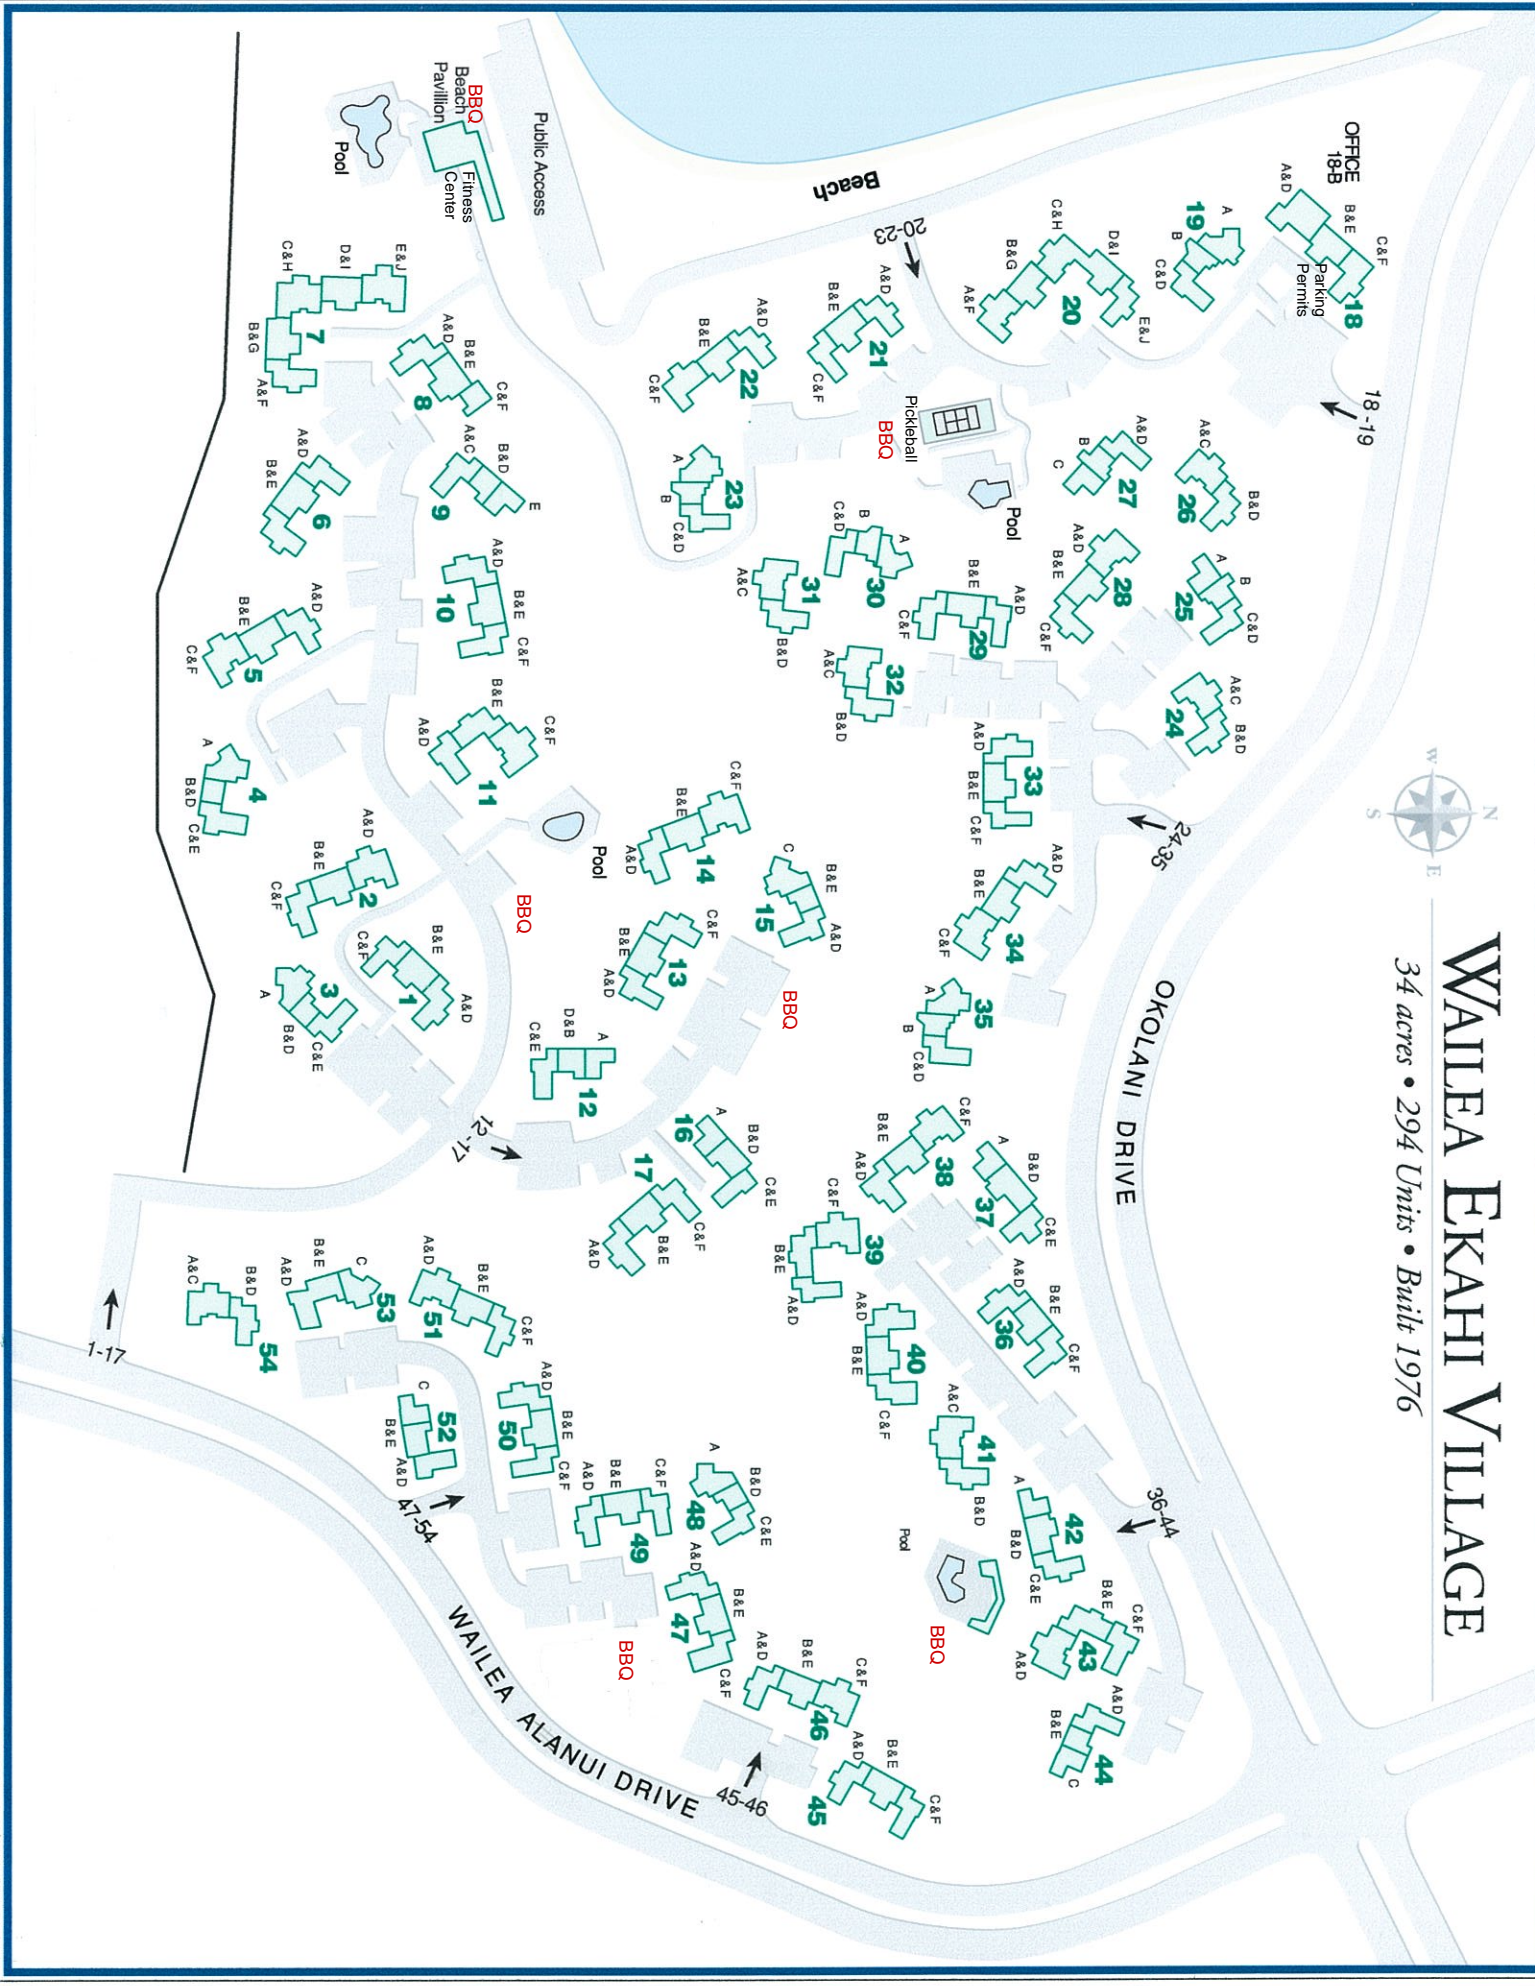 WAILEA EKAHI VILLAGE
34 acres • 294 Units • Built 1976
N
W
E
S
OKOLANI DRIVE
WAILEA ALANUI DRIVE
Beach
Public Access
BBQ
Beach
Pavillion
Fitness
Center
Pool
OFFICE
18-B
Parking
Permits
18-19
20-23
24-35
36-44
45-46
47-54
12-17
1-17
18
A&D
B&E
C&F
19
A
B
C&D
20
C&H
D&I
B&G
A&F
E&J
21
A&D
B&E
C&F
22
A&D
B&E
C&F
23
A
B
C&D
Pickleball
BBQ
Pool
27
A&D
B
C
26
A&C
B&D
25
A
B
C&D
28
A&D
B&E
C&F
24
A&C
B&D
29
A&D
B&E
C&F
30
A
B
C&D
31
A&C
B&D
32
A&C
B&D
33
A&D
B&E
C&F
34
A&D
B&E
C&F
35
A
B
C&D
7
E&J
D&I
C&H
B&G
A&F
8
A&D
B&E
C&F
9
A&C
B&D
E
6
A&D
B&E
10
A&D
B&E
C&F
5
A&D
B&E
C&F
11
A&D
B&E
C&F
4
A
B&D
C&E
2
A&D
B&E
C&F
1
C&F
B&E
A&D
3
A
B&D
C&E
Pool
BBQ
14
C&F
B&E
A&D
15
C
B&E
A&D
13
C&F
B&E
A&D
BBQ
12
A
D&B
C&E
16
A
B&D
C&E
17
C&F
B&E
A&D
38
C&F
B&E
A&D
37
A
B&D
C&E
39
C&F
B&E
A&D
36
A&D
B&E
C&F
40
A&D
B&E
C&F
41
A&C
B&D
42
A
B&D
C&E
43
C&F
B&E
A&D
44
A&D
B&E
C
Pool
BBQ
54
A&C
B&D
53
A&D
B&E
C
51
A&D
B&E
C&F
52
C
B&E
A&D
50
A&D
B&E
C&F
49
A&D
B&E
C&F
48
A
B&D
C&E
47
A&D
B&E
C&F
BBQ
46
A&D
B&E
C&F
45
A&D
B&E
C&F